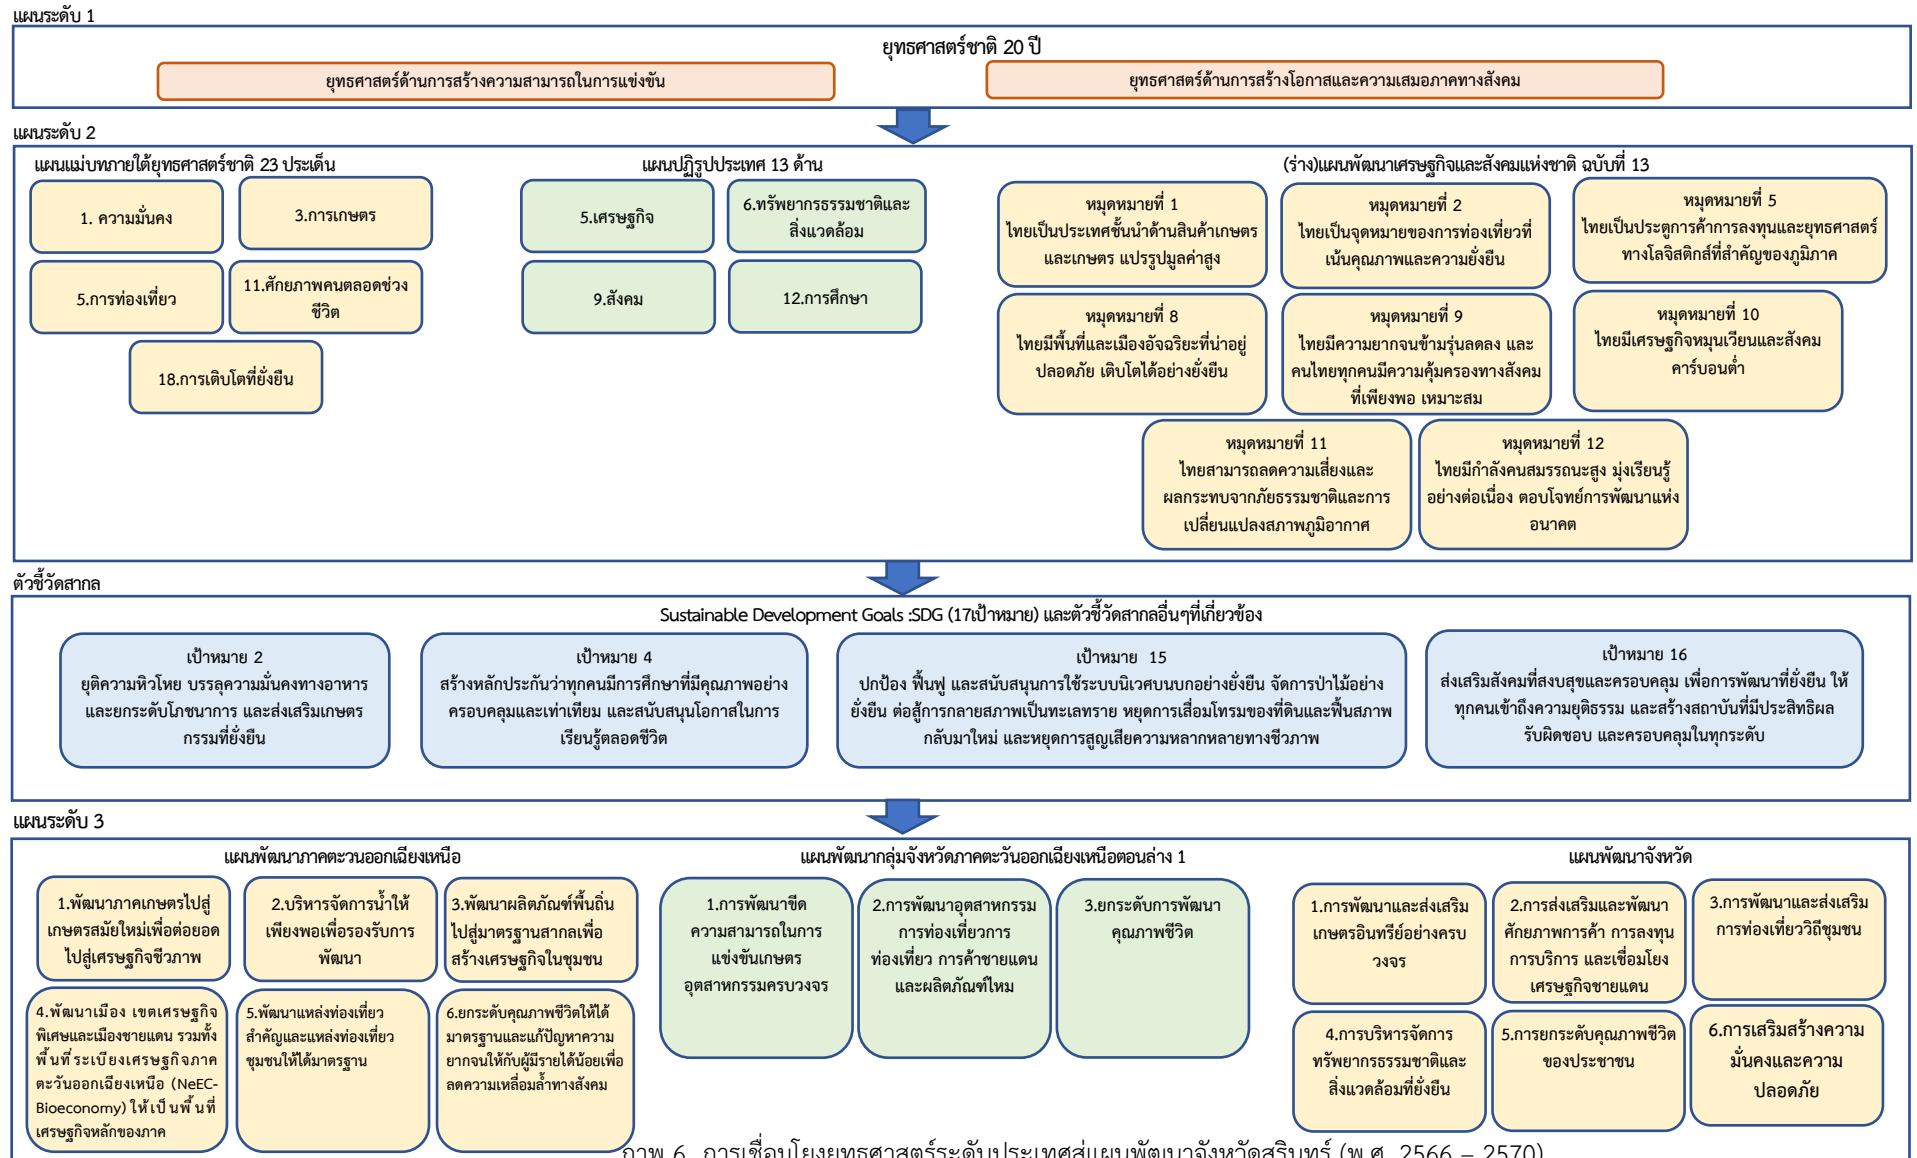 แผนระดับ 1
ยุทธศาสตร์ชาติ 20 ปี
ยุทธศาสตร์ด้านการสร้างความสามารถในการแข่งขัน
ยุทธศาสตร์ด้านการสร้างโอกาสและความเสมอภาคทางสังคม
แผนระดับ 2
แผนแม่บทภายใต้ยุทธศาสตร์ชาติ 23 ประเด็น
1. ความมั่นคง
3.การเกษตร
5.การท่องเที่ยว
11.ศักยภาพคนตลอดช่วง
ชีวิต
18.การเติบโตที่ยั่งยืน
แผนปฏิรูปประเทศ 13 ด้าน
5.เศรษฐกิจ
6.ทรัพยากรธรรมชาติและ
สิ่งแวดล้อม
9.สังคม
12.การศึกษา
(ร่าง)แผนพัฒนาเศรษฐกิจและสังคมแห่งชาติ ฉบับที่ 13
หมุดหมายที่ 1
ไทยเป็นประเทศชั้นนำด้านสินค้าเกษตร
และเกษตร แปรรูปมูลค่าสูง
หมุดหมายที่ 2
ไทยเป็นจุดหมายของการท่องเที่ยวที่
เน้นคุณภาพและความยั่งยืน
หมุดหมายที่ 5
ไทยเป็นประตูการค้าการลงทุนและยุทธศาสตร์
ทางโลจิสติกส์ที่สำคัญของภูมิภาค
หมุดหมายที่ 8
ไทยมีพื้นที่และเมืองอัจฉริยะที่น่าอยู่
ปลอดภัย เติบโตได้อย่างยั่งยืน
หมุดหมายที่ 9
ไทยมีความยากจนข้ามรุ่นลดลง และ
คนไทยทุกคนมีความคุ้มครองทางสังคม
ที่เพียงพอ เหมาะสม
หมุดหมายที่ 10
ไทยมีเศรษฐกิจหมุนเวียนและสังคม
คาร์บอนต่ำ
หมุดหมายที่ 11
ไทยสามารถลดความเสี่ยงและ
ผลกระทบจากภัยธรรมชาติและการ
เปลี่ยนแปลงสภาพภูมิอากาศ
หมุดหมายที่ 12
ไทยมีกำลังคนสมรรถนะสูง มุ่งเรียนรู้
อย่างต่อเนื่อง ตอบโจทย์การพัฒนาแห่ง
อนาคต
ตัวชี้วัดสากล
Sustainable Development Goals :SDG (17เป้าหมาย) และตัวชี้วัดสากลอื่นๆที่เกี่ยวข้อง
เป้าหมาย 2
ยุติความหิวโหย บรรลุความมั่นคงทางอาหาร
และยกระดับโภชนาการ และส่งเสริมเกษตร
กรรมที่ยั่งยืน
เป้าหมาย 4
สร้างหลักประกันว่าทุกคนมีการศึกษาที่มีคุณภาพอย่าง
ครอบคลุมและเท่าเทียม และสนับสนุนโอกาสในการ
เรียนรู้ตลอดชีวิต
เป้าหมาย 15
ปกป้อง ฟื้นฟู และสนับสนุนการใช้ระบบนิเวศบนบกอย่างยั่งยืน จัดการป่าไม้อย่าง
ยั่งยืน ต่อสู้การกลายสภาพเป็นทะเลทราย หยุดการเสื่อมโทรมของที่ดินและฟื้นสภาพ
กลับมาใหม่ และหยุดการสูญเสียความหลากหลายทางชีวภาพ
เป้าหมาย 16
ส่งเสริมสังคมที่สงบสุขและครอบคลุม เพื่อการพัฒนาที่ยั่งยืน ให้
ทุกคนเข้าถึงความยุติธรรม และสร้างสถาบันที่มีประสิทธิผล
รับผิดชอบ และครอบคลุมในทุกระดับ
แผนระดับ 3
แผนพัฒนาภาคตะวนออกเฉียงเหนือ
1.พัฒนาภาคเกษตรไปสู่
เกษตรสมัยใหม่เพื่อต่อยอด
ไปสู่เศรษฐกิจชีวภาพ
2.บริหารจัดการน้ำให้
เพียงพอเพื่อรองรับการ
พัฒนา
3.พัฒนาผลิตภัณฑ์พื้นถิ่น
ไปสู่มาตรฐานสากลเพื่อ
สร้างเศรษฐกิจในชุมชน
4.พัฒนาเมือง เขตเศรษฐกิจ
พิเศษและเมืองชายแดน รวมทั้ง
พื้นที่ระเบียงเศรษฐกิจภาค
ตะวันออกเฉียงเหนือ (NeEC-
Bioeconomy) ให้เป็นพื้นที่
เศรษฐกิจหลักของภาค
5.พัฒนาแหล่งท่องเที่ยว
สำคัญและแหล่งท่องเที่ยว
ชุมชนให้ได้มาตรฐาน
6.ยกระดับคุณภาพชีวิตให้ได้
มาตรฐานและแก้ปัญหาความ
ยากจนให้กับผู้มีรายได้น้อยเพื่อ
ลดความเหลื่อมล้ำทางสังคม
แผนพัฒนากลุ่มจังหวัดภาคตะวันออกเฉียงเหนือตอนล่าง 1
1.การพัฒนาขีด
ความสามารถในการ
แข่งขันเกษตร
อุตสาหกรรมครบวงจร
2.การพัฒนาอุตสาหกรรม
การท่องเที่ยวการ
ท่องเที่ยว การค้าชายแดน
และผลิตภัณฑ์ไหม
3.ยกระดับการพัฒนา
คุณภาพชีวิต
แผนพัฒนาจังหวัด
1.การพัฒนาและส่งเสริม
เกษตรอินทรีย์อย่างครบ
วงจร
2.การส่งเสริมและพัฒนา
ศักยภาพการค้า การลงทุน
การบริการ และเชื่อมโยง
เศรษฐกิจชายแดน
3.การพัฒนาและส่งเสริม
การท่องเที่ยววิถีชุมชน
4.การบริหารจัดการ
ทรัพยากรธรรมชาติและ
สิ่งแวดล้อมที่ยั่งยืน
5.การยกระดับคุณภาพชีวิต
ของประชาชน
6.การเสริมสร้างความ
มั่นคงและความ
ปลอดภัย
ภาพ 6 การเชื่อมโยงยุทธศาสตร์ระดับประเทศสู่แผนพัฒนาจังหวัดสุรินทร์ (พ.ศ. 2566 – 2570)